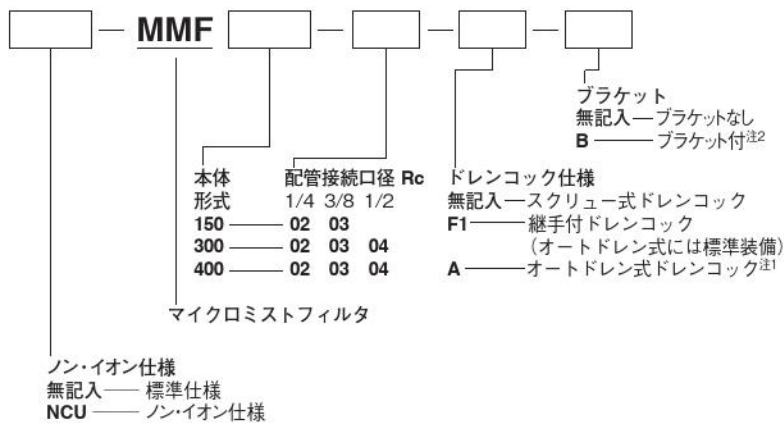 MMF
ブラケット
無記入 ブラケットなし
B ブラケット付注2
本体
形式
配管接続口径 Rc
1/4 3/8 1/2
150 02 03
300 02 03 04
400 02 03 04
ドレンコック仕様
無記入 スクリュー式ドレンコック
F1 継手付ドレンコック
(オートドレン式には標準装備)
A オートドレン式ドレンコック注1
マイクロミストフィルタ
ノン・イオン仕様
無記入 標準仕様
NCU ノン・イオン仕様